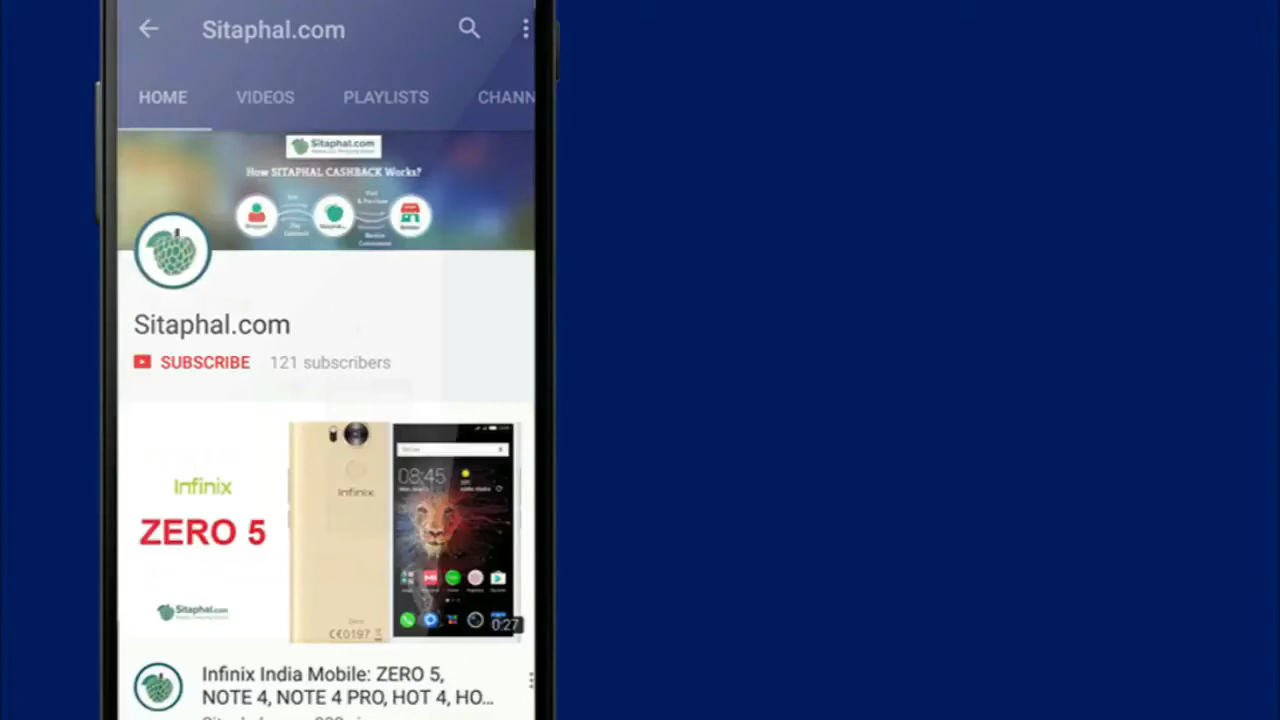 Sitaphal.com
HOME VIDEOS PLAYLISTS CHANN
Sitaphal.com
How SITAPHAL CASHBACK Works?
Sitaphal.com
SUBSCRIBE 121 subscribers
Infinix
ZERO 5
Sitaphal.com
Infinix
08:45
CE0197
0:27
Infinix India Mobile: ZERO 5,
NOTE 4, NOTE 4 PRO, HOT 4, HO...